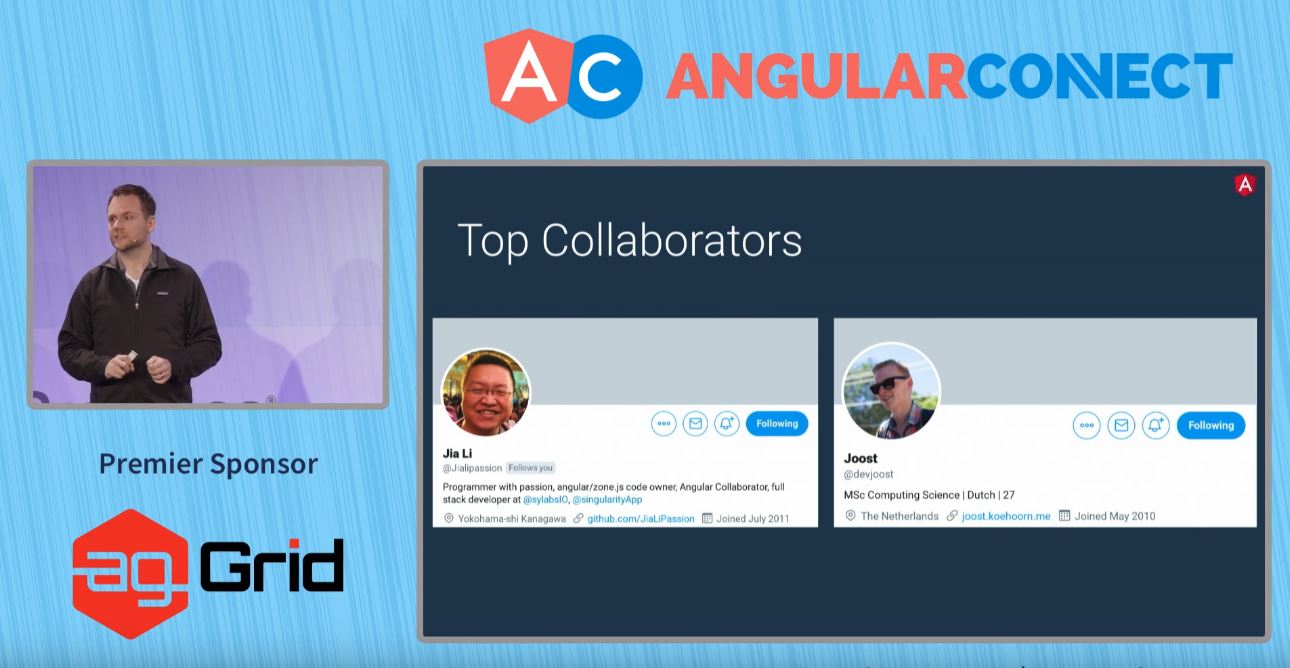 AC ANGULARCONNECT
Top Collaborators
Following
Jia Li
@Jialipassion Follows you
Programmer with passion, angular/zone.js code owner, Angular Collaborator, full
stack developer at @sylabsIO, @singularityApp
Yokohama-shi Kanagawa github.com/JiaLiPassion Joined July 2011
Following
Joost
@devjoost
MSc Computing Science | Dutch | 27
The Netherlands joost.koehoorn.me Joined May 2010
A
Premier Sponsor
ag Grid